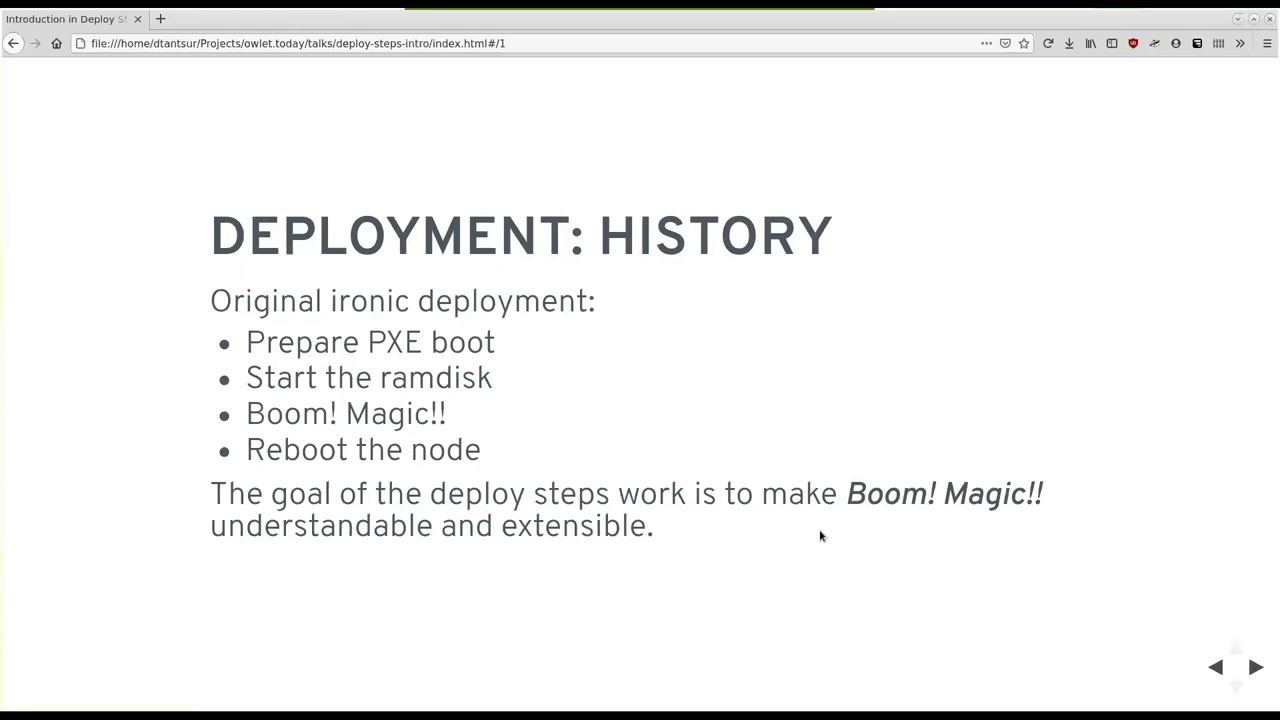 Introduction in Deploy St
file:///home/dtantsur/Projects/owlet.today/talks/deploy-steps-intro/index.html#/1
DEPLOYMENT: HISTORY
Original ironic deployment:
• Prepare PXE boot
• Start the ramdisk
• Boom! Magic!!
• Reboot the node
The goal of the deploy steps work is to make Boom! Magic!!
understandable and extensible.